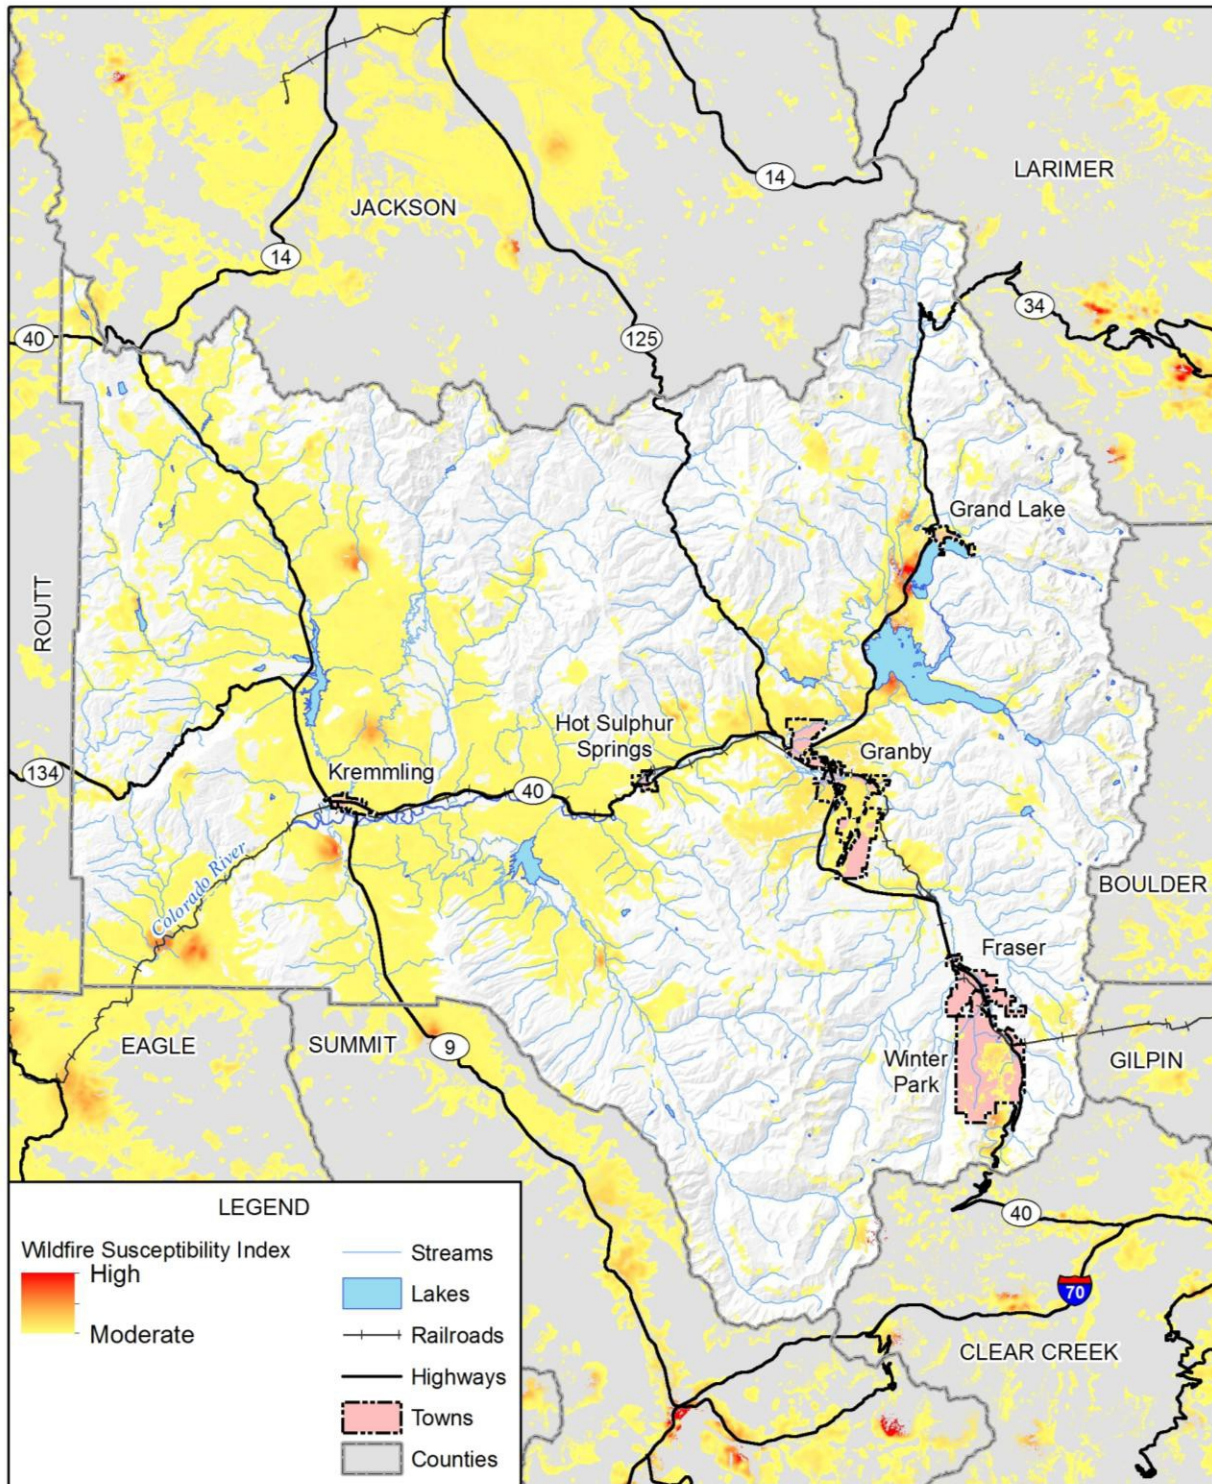 LARIMER
14
JACKSON
14
34
40
125
Grand Lake
ROUTT
Hot Sulphur
Springs
Granby
134
Kremmling
40
Colorado River
BOULDER
Fraser
EAGLE
SUMMIT
9
Winter
Park
GILPIN
LEGEND
Wildfire Susceptibility Index
High
Moderate
Streams
Lakes
Railroads
Highways
Towns
Counties
40
70
CLEAR CREEK